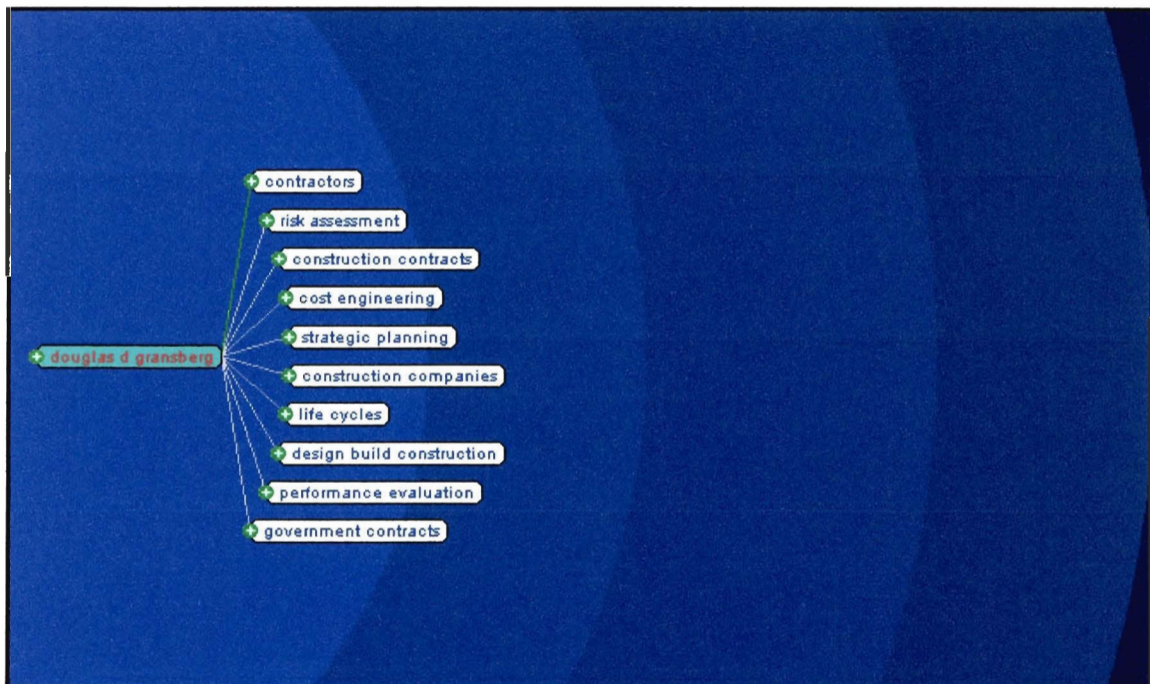 contractors
risk assessment
construction contracts
cost engineering
strategic planning
douglas d gransberg
construction companies
life cycles
design build construction
performance evaluation
government contracts